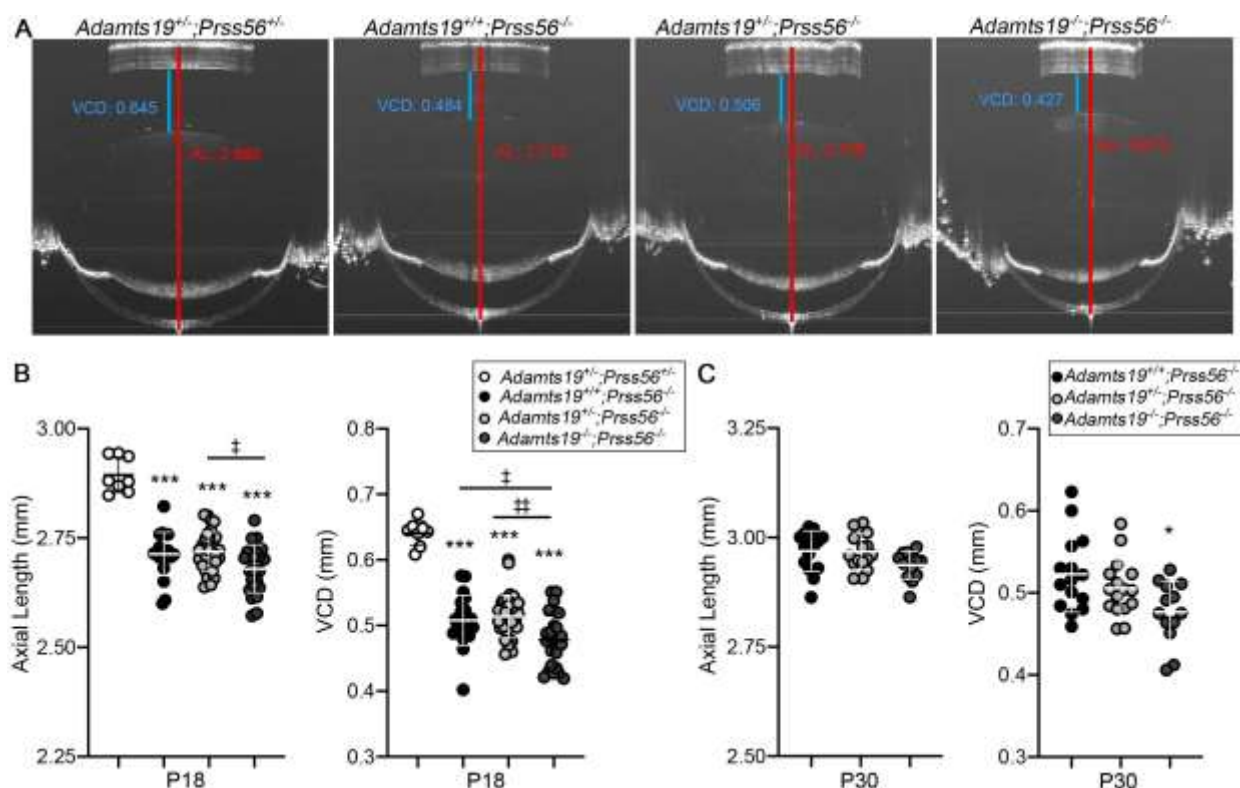 A
Adamts19+/-;Prss56+/- Adamts19+/+;Prss56-/- Adamts19+/-;Prss56-/- Adamts19-/-;Prss56-/-
VCD: 0.645 VCD: 0.484 VCD: 0.506 VCD: 0.427
B
Adamts19+/-;Prss56+/-
Adamts19+/+;Prss56-/-
Adamts19+/-;Prss56-/-
Adamts19-/-;Prss56-/-
Axial Length (mm)
3.00
2.75
2.50
2.25
*** *** ***
‡
P18
VCD (mm)
0.8
0.7
0.6
0.5
0.4
0.3
‡
‡‡
*** *** ***
P18
C
Adamts19+/+;Prss56-/-
Adamts19+/-;Prss56-/-
Adamts19-/-;Prss56-/-
Axial Length (mm)
3.25
3.00
2.75
2.50
P30
VCD (mm)
0.7
0.6
0.5
0.4
0.3
*
P30